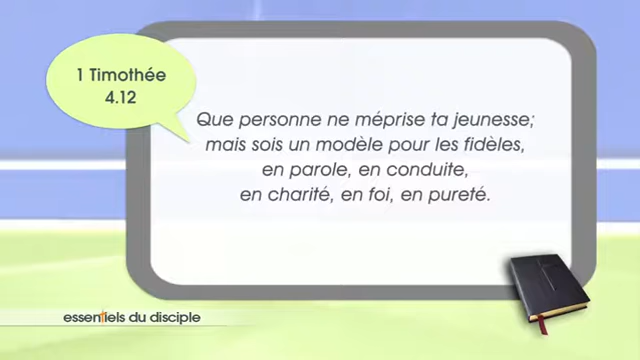 1 Timothée
4.12
Que personne ne méprise ta jeunesse;
mais sois un modèle pour les fidèles,
en parole, en conduite,
en charité, en foi, en pureté.
essentiels du disciple